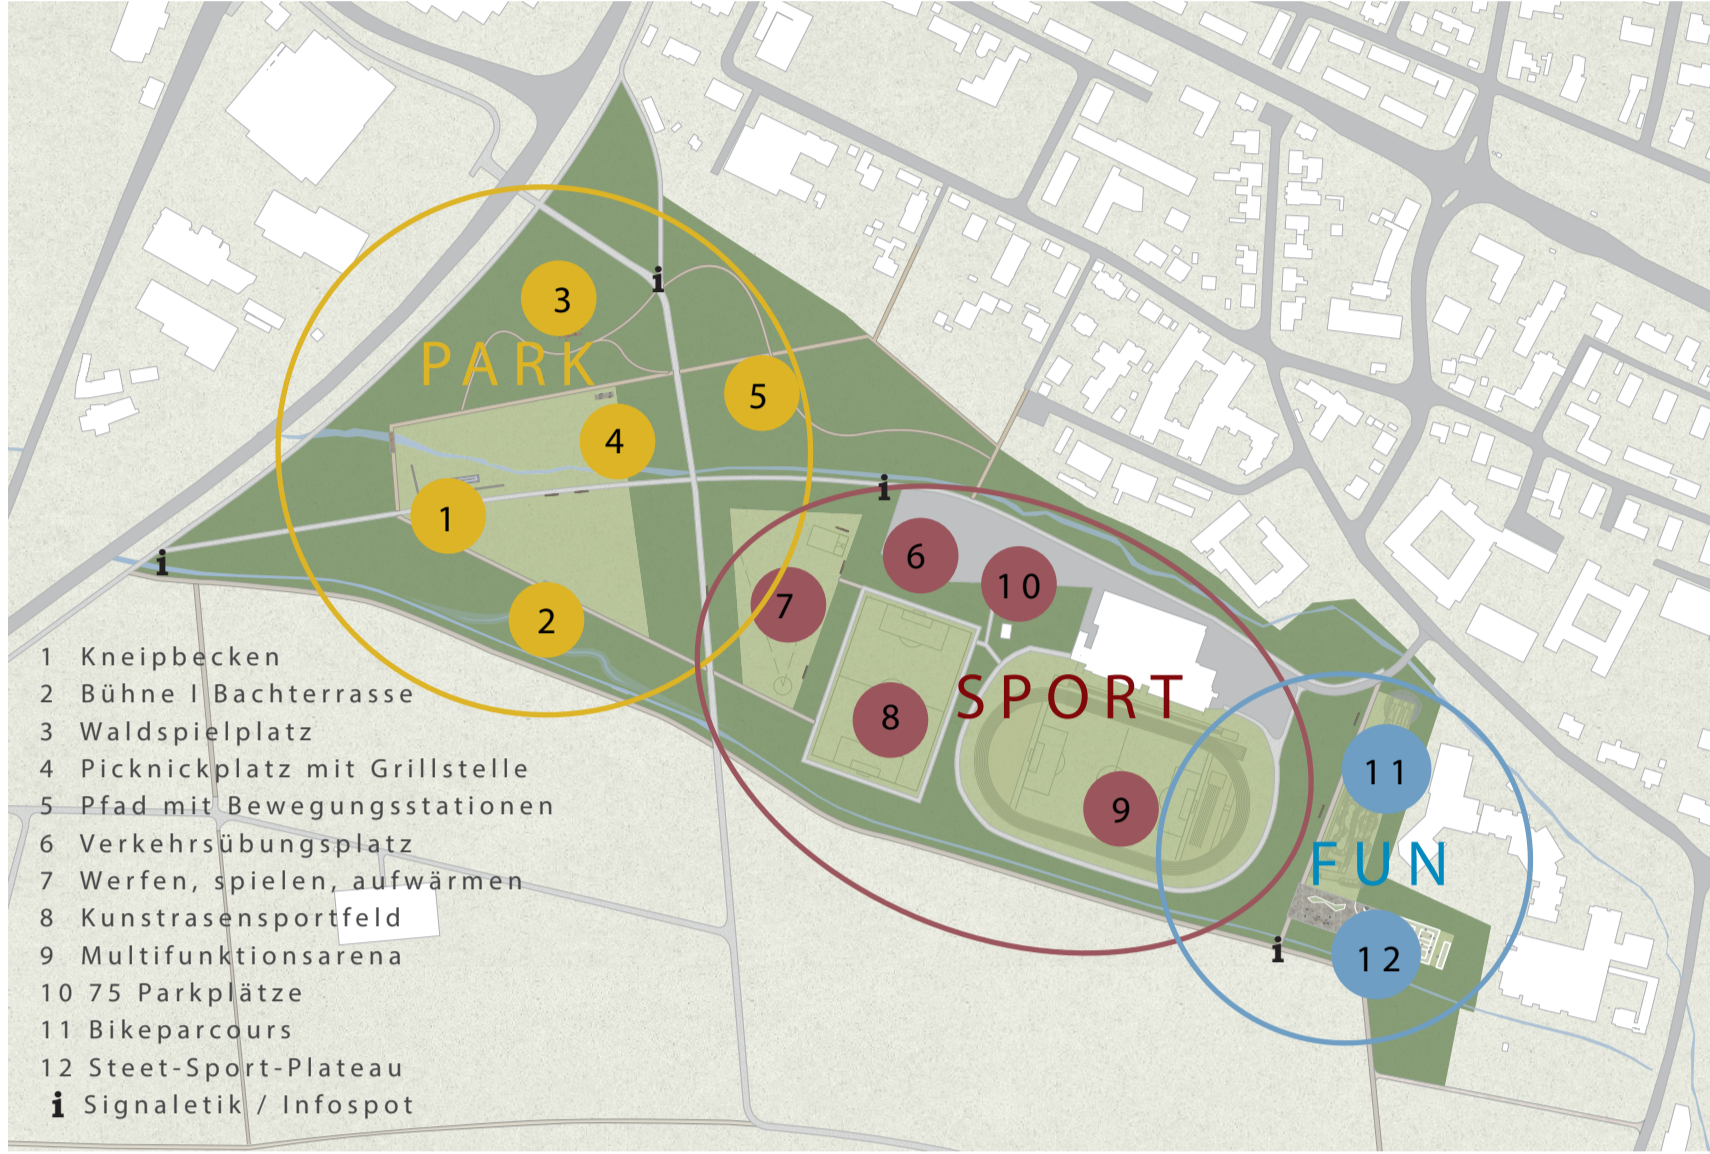 PARK
SPORT
FUN
3
5
4
1
2
6
10
7
8
9
11
12
i
i
i
i
1 Kneipbecken
2 Bühne I Bachterrasse
3 Waldspielplatz
4 Picknickplatz mit Grillstelle
5 Pfad mit Bewegungsstationen
6 Verkehrsübungsplatz
7 Werfen, spielen, aufwärmen
8 Kunstrasensportfeld
9 Multifunktionsarena
10 75 Parkplätze
11 Bikeparcours
12 Steet-Sport-Plateau
i Signaletik / Infospot